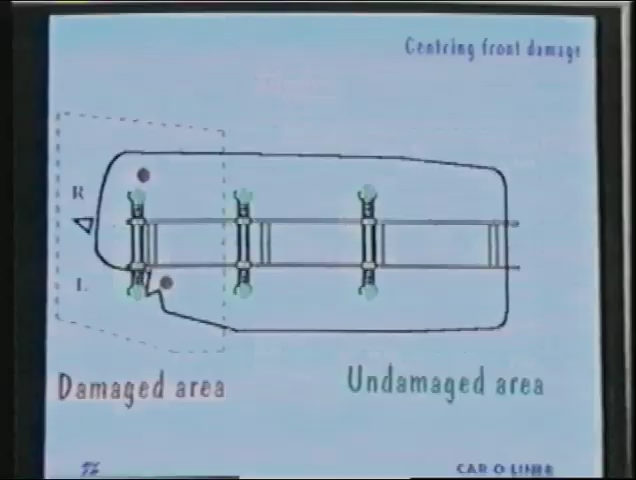 Centring front damage
R
L
Damaged area
Undamaged area
CAR O LINER